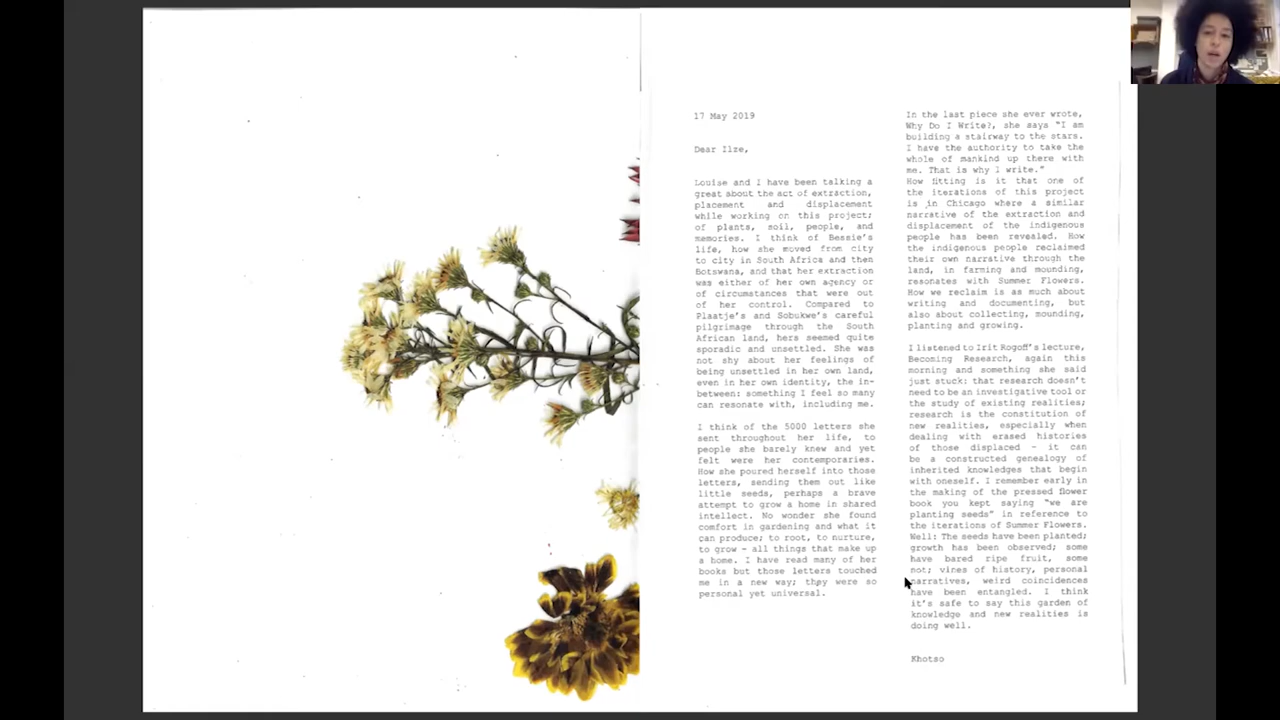 17 May 2019
Dear Ilze,
Louise and I have been talking a
great about the act of extraction,
placement and displacement
while working on this project;
of plants, soil, people, and
memories. I think of Bessie's
life, how she moved from city
to city in South Africa and then
Botswana, and that her extraction
was either of her own agency or
of circumstances that were out
of her control. Compared to
Plaatje's and Sobukwe's careful
pilgrimage through the South
African land, hers seemed quite
sporadic and unsettled. She was
not shy about her feelings of
being unsettled in her own land,
even in her own identity, the in-
between: something I feel so many
can resonate with, including me.
I think of the 5000 letters she
sent throughout her life, to
people she barely knew and yet
felt were her contemporaries.
How she poured herself into those
letters, sending them out like
little seeds, perhaps a brave
attempt to grow a home in shared
intellect. No wonder she found
comfort in gardening and what it
can produce; to root, to nurture,
to grow - all things that make up
a home. I have read many of her
books but those letters touched
me in a new way; they were so
personal yet universal.
In the last piece she ever wrote,
Why Do I Write?, she says "I am
building a stairway to the stars.
I have the authority to take the
whole of mankind up there with
me. That is why I write."
How fitting is it that one of
the iterations of this project
is in Chicago where a similar
narrative of the extraction and
displacement of the indigenous
people has been revealed. How
the indigenous people reclaimed
their own narrative through the
land, in farming and mounding,
resonates with Summer Flowers.
How we reclaim is as much about
writing and documenting, but
also about collecting, mounding,
planting and growing.
I listened to Irit Rogoff's lecture,
Becoming Research, again this
morning and something she said
just stuck: that research doesn't
need to be an investigative tool or
the study of existing realities;
research is the constitution of
new realities, especially when
dealing with erased histories
of those displaced - it can
be a constructed genealogy of
inherited knowledges that begin
with oneself. I remember early in
the making of the pressed flower
book you kept saying "we are
planting seeds" in reference to
the iterations of Summer Flowers.
Well: The seeds have been planted;
growth has been observed; some
have bared ripe fruit, some
not; vines of history, personal
narratives, weird coincidences
have been entangled. I think
it's safe to say this garden of
knowledge and new realities is
doing well.
Khotso